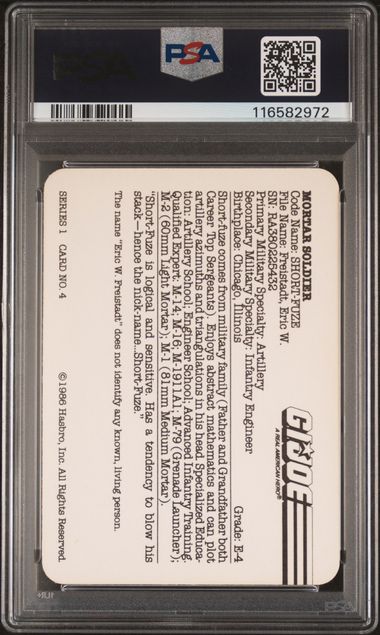 PSA
116582972
G.I. JOE
A REAL AMERICAN HERO®
MORTAR SOLDIER
Code Name: SHORT-FUZE
File Name: Freistadt, Eric W.
SN: RA380225432
Grade: E-4
Primary Military Specialty: Artillery
Secondary Military Specialty: Infantry Engineer
Birthplace: Chicago, Illinois
Short-fuze comes from military family (Father and Grandfather both
Career Top Sergeants). Enjoys abstract mathematics and can plot
artillery azimuths and triangulations in his head. Specialized Educa-
tion: Artillery School; Engineer School; Advanced Infantry Training.
Qualified Expert: M-14; M-16; M-1911A1; M-79 (Grenade Launcher);
M-2 (60mm Light Mortar); M-1 (81mm Medium Mortar).
"Short-Fuze is logical and sensitive. Has a tendency to blow his
stack—hence the nick-name...Short-Fuze."
The name "Eric W. Freistadt" does not identify any known, living person.
SERIES 1 CARD NO. 4
©1986 Hasbro, Inc. All Rights Reserved.